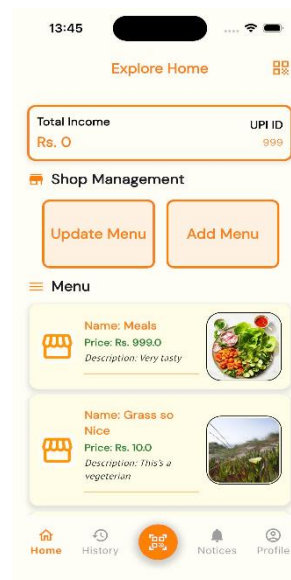 13:45
Explore Home
Total Income
UPI ID
Rs. 0
999
Shop Management
Update Menu
Add Menu
Menu
Name: Meals
Price: Rs. 999.0
Description: Very tasty
Name: Grass so
Nice
Price: Rs. 10.0
Description: This's a
vegeterian
Home
History
Notices
Profile